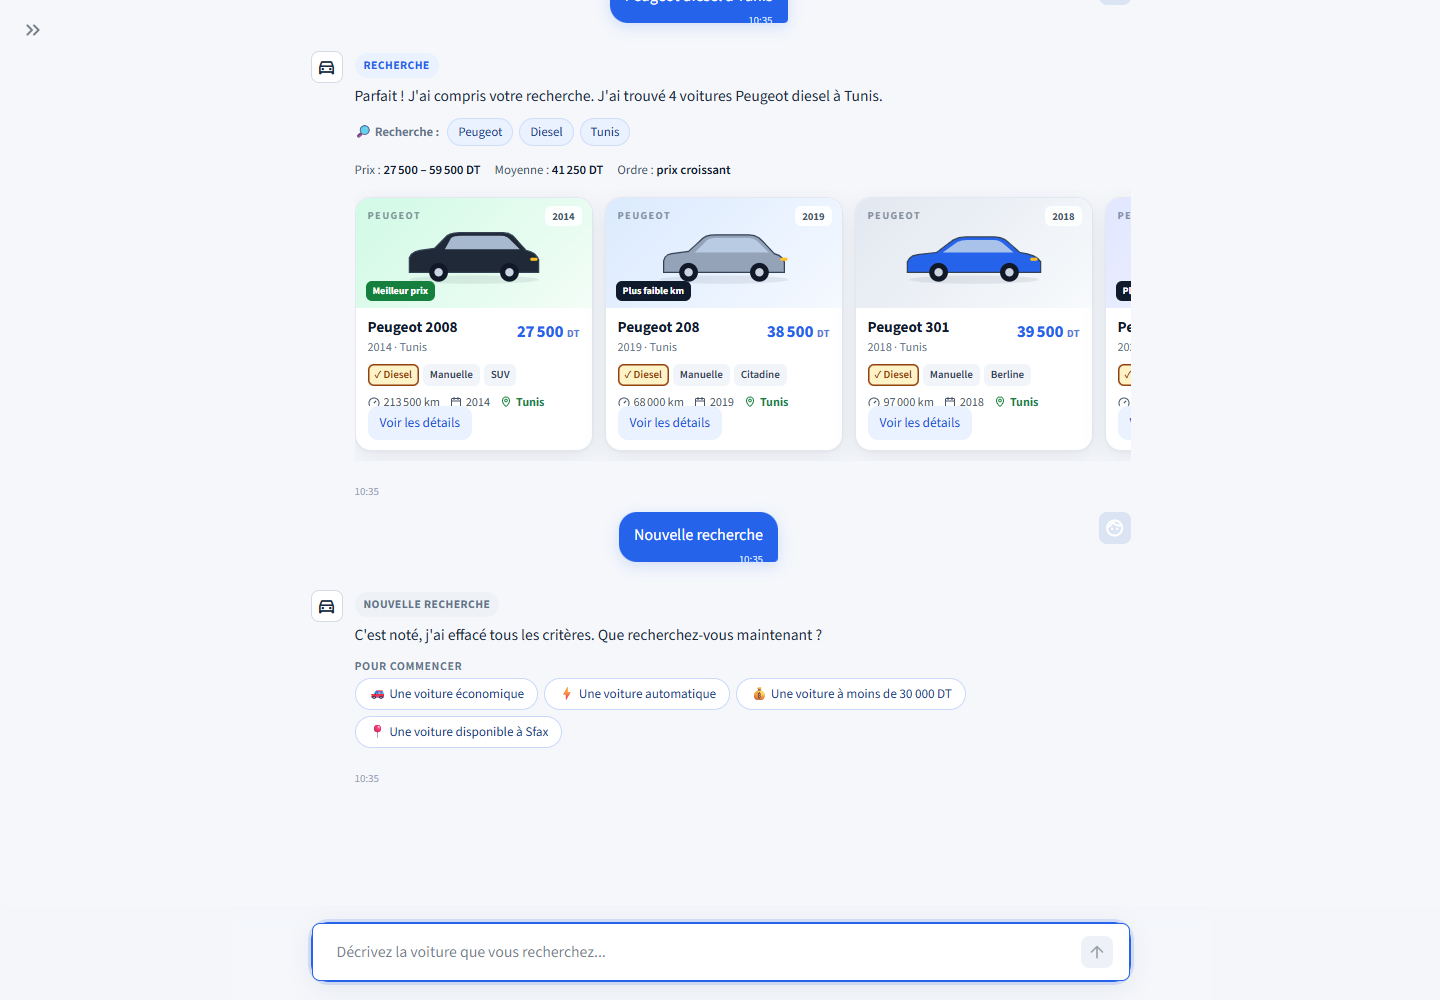 Peugeot diesel à Tunis
10:35
RECHERCHE
Parfait ! J'ai compris votre recherche. J'ai trouvé 4 voitures Peugeot diesel à Tunis.
Recherche :
Peugeot
Diesel
Tunis
Prix : 27 500 – 59 500 DT Moyenne : 41 250 DT Ordre : prix croissant
PEUGEOT
2014
Meilleur prix
Peugeot 2008
27 500 DT
2014 · Tunis
✓ Diesel
Manuelle
SUV
213 500 km
2014
Tunis
Voir les détails
PEUGEOT
2019
Plus faible km
Peugeot 208
38 500 DT
2019 · Tunis
✓ Diesel
Manuelle
Citadine
68 000 km
2019
Tunis
Voir les détails
PEUGEOT
2018
Peugeot 301
39 500 DT
2018 · Tunis
✓ Diesel
Manuelle
Berline
97 000 km
2018
Tunis
Voir les détails
10:35
Nouvelle recherche
10:35
NOUVELLE RECHERCHE
C'est noté, j'ai effacé tous les critères. Que recherchez-vous maintenant ?
POUR COMMENCER
Une voiture économique
Une voiture automatique
Une voiture à moins de 30 000 DT
Une voiture disponible à Sfax
10:35
Décrivez la voiture que vous recherchez...